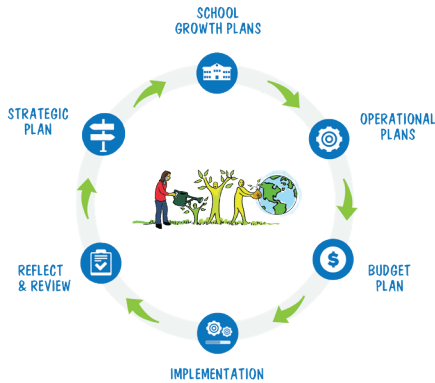 SCHOOL
GROWTH PLANS
OPERATIONAL
PLANS
BUDGET
PLAN
IMPLEMENTATION
REFLECT
& REVIEW
STRATEGIC
PLAN
$